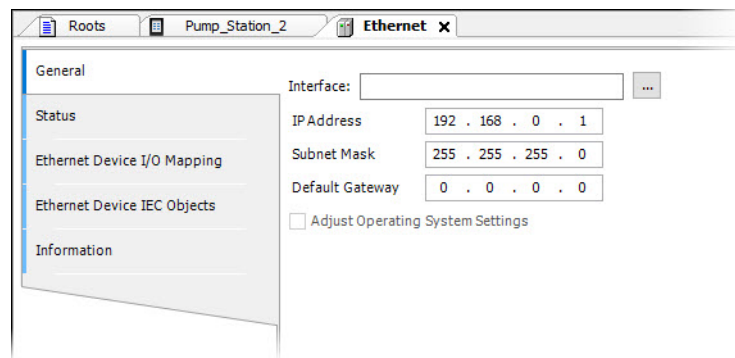 Roots Pump_Station_2 Ethernet X
General
Interface: ...
Status
IP Address 192 . 168 . 0 . 1
Subnet Mask 255 . 255 . 255 . 0
Ethernet Device I/O Mapping
Default Gateway 0 . 0 . 0 . 0
Ethernet Device IEC Objects
Adjust Operating System Settings
Information